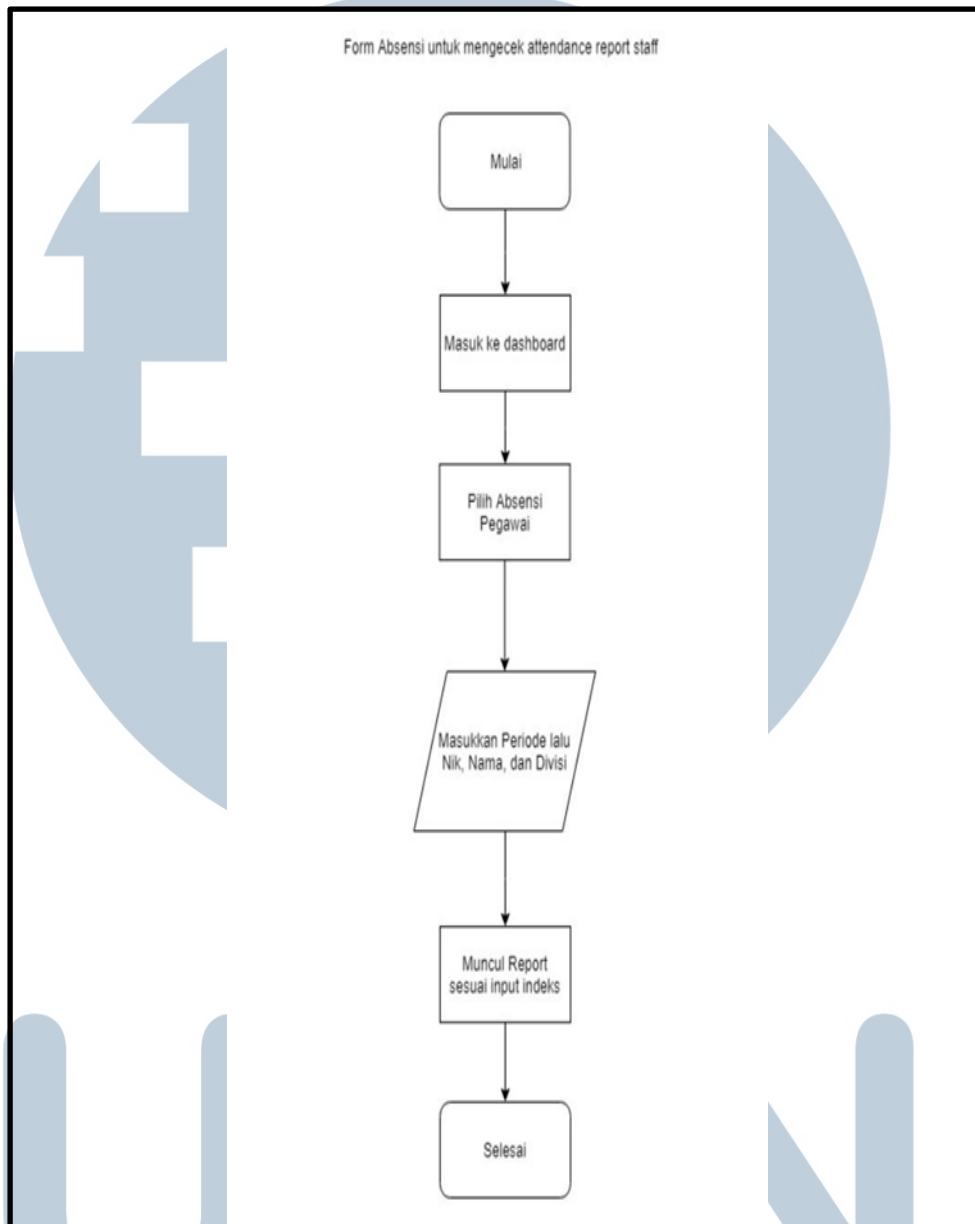 Form Absensi untuk mengecek attendance report staff
Mulai
Masuk ke dashboard
Pilih Absensi
Pegawai
Masukkan Periode lalu
Nik, Nama, dan Divisi
Muncul Report
sesuai input indeks
Selesai